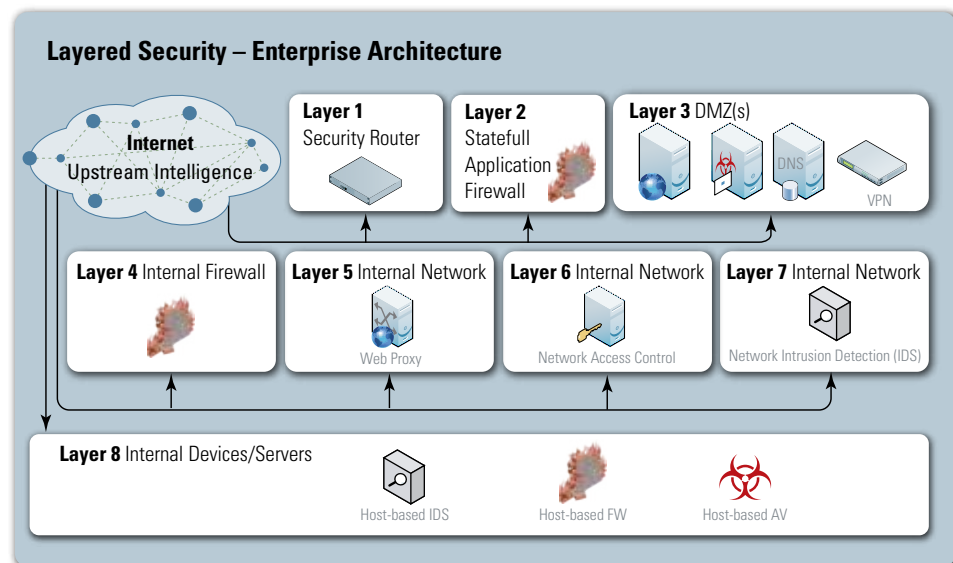 Layered Security – Enterprise Architecture
Internet
Upstream Intelligence
Layer 1
Security Router
Layer 2
Statefull
Application
Firewall
Layer 3 DMZ(s)
DNS
VPN
Layer 4 Internal Firewall
Layer 5 Internal Network
Web Proxy
Layer 6 Internal Network
Network Access Control
Layer 7 Internal Network
Network Intrusion Detection (IDS)
Layer 8 Internal Devices/Servers
Host-based IDS
Host-based FW
Host-based AV